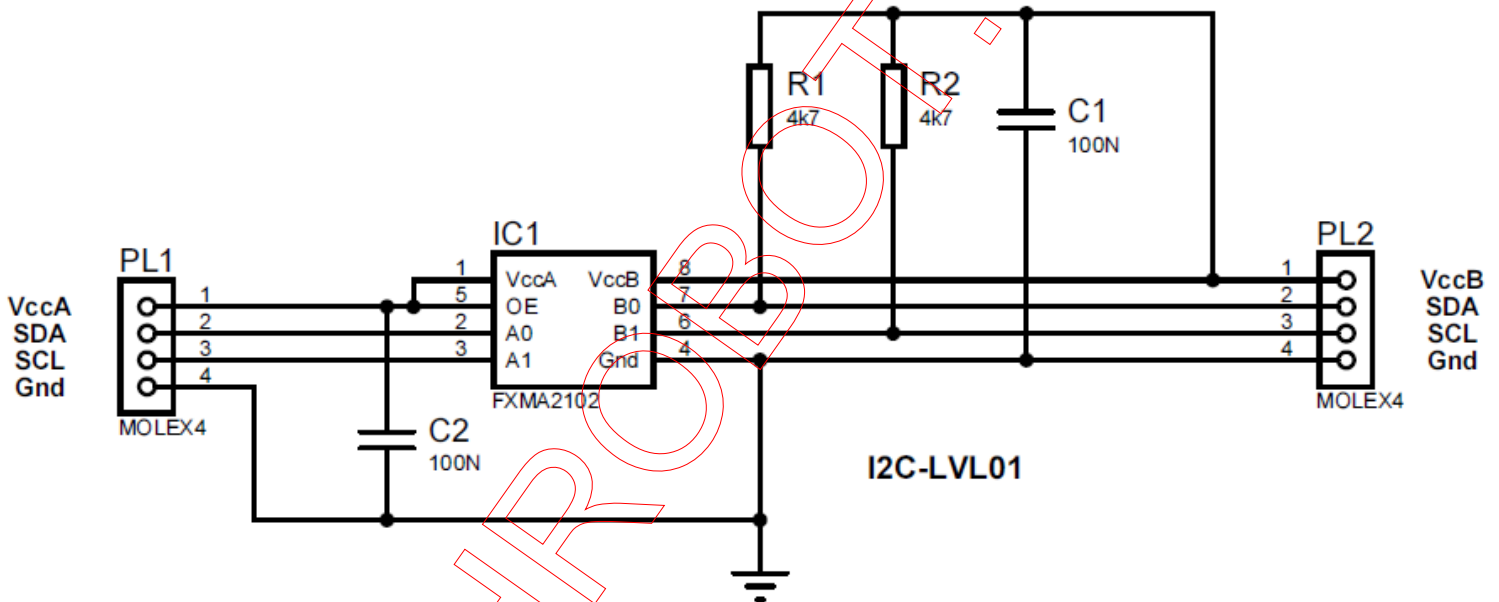 R1
4k7
R2
4k7
C1
100N
IC1
PL1
PL2
1 VccA VccB 8
5 OE B0 7
2 A0 B1 6
3 A1 Gnd 4
FXMA2102
VccA 1
SDA 2
SCL 3
Gnd 4
MOLEX4
1 VccB
2 SDA
3 SCL
4 Gnd
MOLEX4
C2
100N
I2C-LVL01
ROBOT.